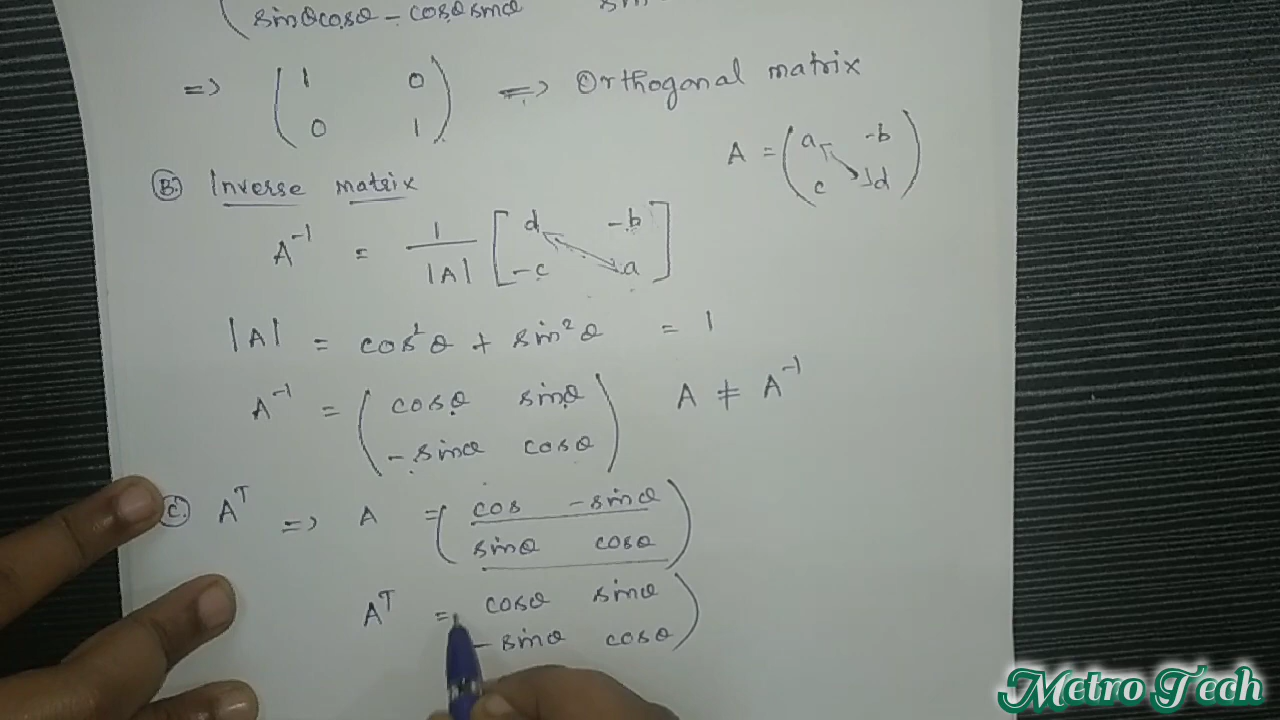 sinθcosθ - cosθsinθ sin
=> ( 1 0
0 1 ) => Orthogonal matrix
A = ( a -b
c d )
B. Inverse matrix
A⁻¹ = 1/|A| [ d -b
-c a ]
|A| = cos²θ + sin²θ = 1
A⁻¹ = ( cosθ sinθ
-sinθ cosθ ) A ≠ A⁻¹
C. Aᵀ => A = ( cos -sinθ
sinθ cosθ )
Aᵀ = cosθ sinθ
- sinθ cosθ )
Metro Tech